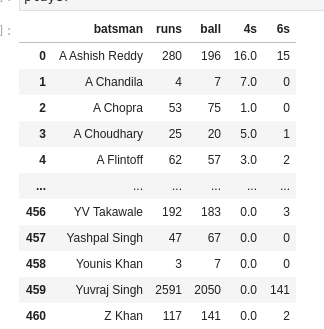 ]:
batsman runs ball 4s 6s
0 A Ashish Reddy 280 196 16.0 15
1 A Chandila 4 7 7.0 0
2 A Chopra 53 75 1.0 0
3 A Choudhary 25 20 5.0 1
4 A Flintoff 62 57 3.0 2
... ... ... ... ... ...
456 YV Takawale 192 183 0.0 3
457 Yashpal Singh 47 67 0.0 0
458 Younis Khan 3 7 0.0 0
459 Yuvraj Singh 2591 2050 0.0 141
460 Z Khan 117 141 0.0 2